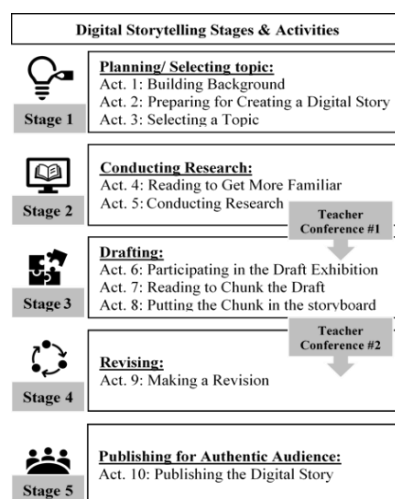 Digital Storytelling Stages & Activities
Planning/ Selecting topic:
Act. 1: Building Background
Act. 2: Preparing for Creating a Digital Story
Act. 3: Selecting a Topic
Stage 1
Conducting Research:
Act. 4: Reading to Get More Familiar
Act. 5: Conducting Research
Stage 2
Teacher
Conference #1
Drafting:
Act. 6: Participating in the Draft Exhibition
Act. 7: Reading to Chunk the Draft
Act. 8: Putting the Chunk in the storyboard
Stage 3
Teacher
Conference #2
Revising:
Act. 9: Making a Revision
Stage 4
Publishing for Authentic Audience:
Act. 10: Publishing the Digital Story
Stage 5